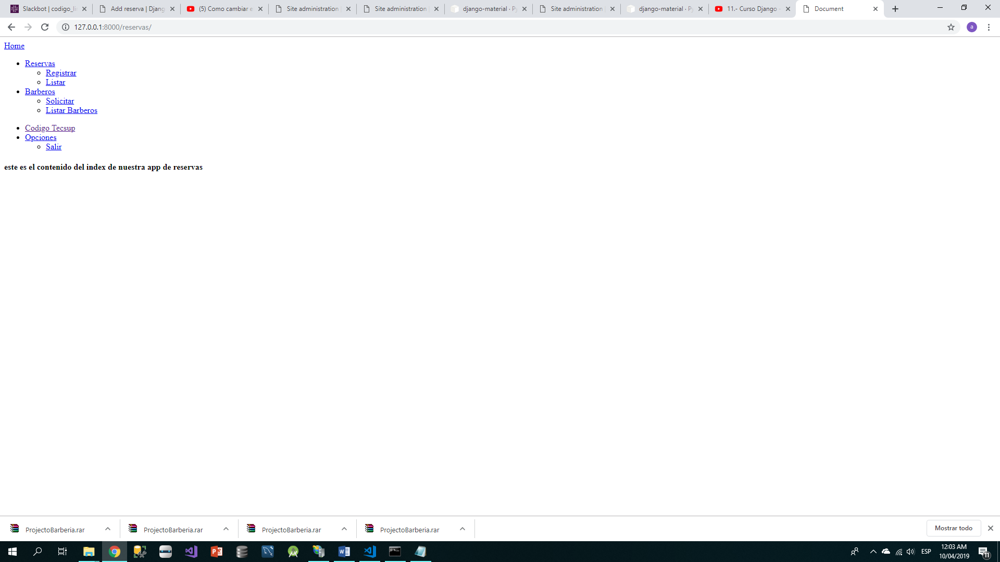 Slackbot | codigo_li
Add reserva | Djang
(5) Como cambiar e
Site administration |
Site administration |
django-material · Py
Site administration |
django-material · Py
11.- Curso Django -
Document
127.0.0.1:8000/reservas/
a
Home
Reservas
Registrar
Listar
Barberos
Solicitar
Listar Barberos
Codigo Tecsup
Opciones
Salir
este es el contenido del index de nuestra app de reservas
ProjectoBarberia.rar
ProjectoBarberia.rar
ProjectoBarberia.rar
ProjectoBarberia.rar
Mostrar todo
ESP
12:03 AM
10/04/2019
11